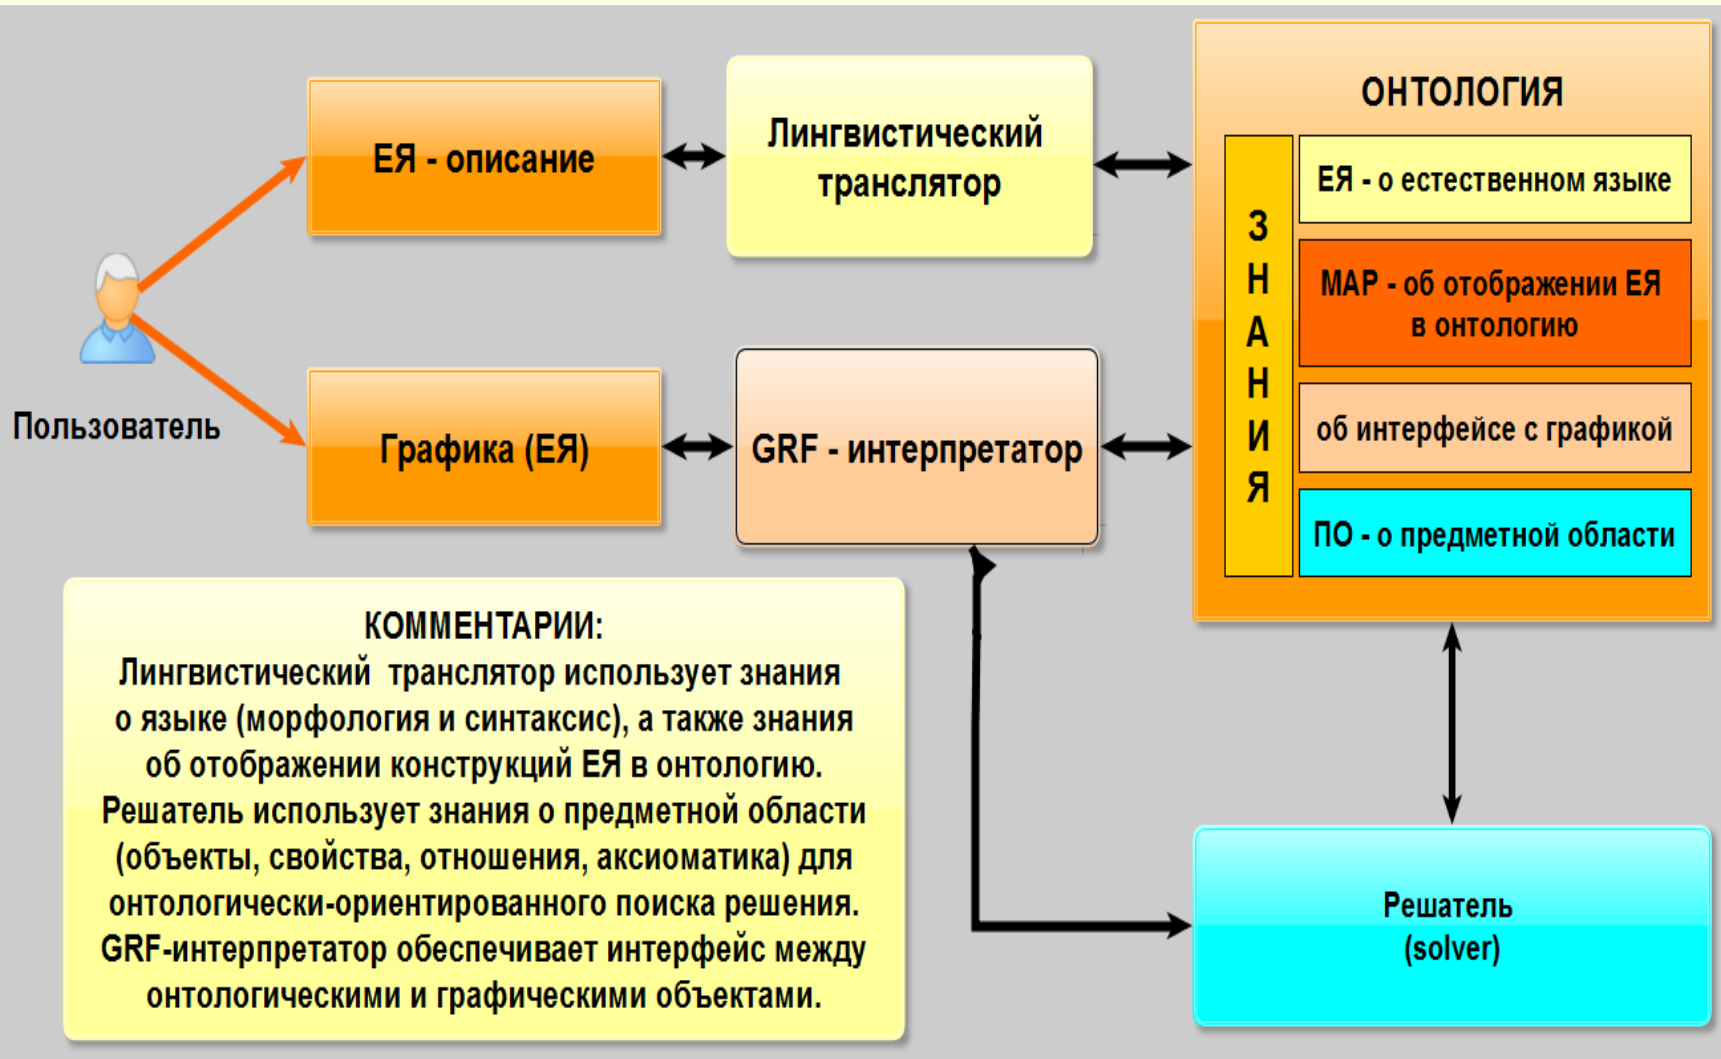 ЕЯ - описание
Лингвистический
транслятор
ОНТОЛОГИЯ
З
Н
А
Н
И
Я
ЕЯ - о естественном языке
МАР - об отображении ЕЯ
в онтологию
об интерфейсе с графикой
ПО - о предметной области
Пользователь
Графика (ЕЯ)
GRF - интерпретатор
КОММЕНТАРИИ:
Лингвистический транслятор использует знания
о языке (морфология и синтаксис), а также знания
об отображении конструкций ЕЯ в онтологию.
Решатель использует знания о предметной области
(объекты, свойства, отношения, аксиоматика) для
онтологически-ориентированного поиска решения.
GRF-интерпретатор обеспечивает интерфейс между
онтологическими и графическими объектами.
Решатель
(solver)